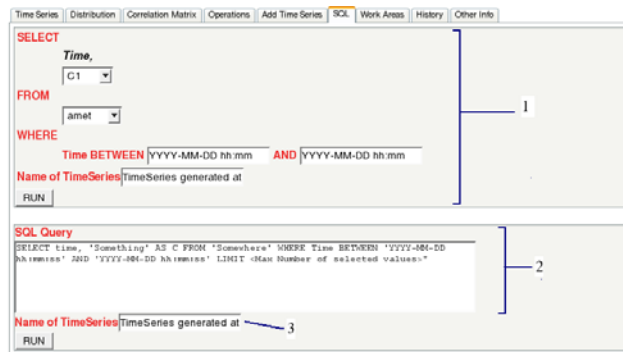 Time Series Distribution Correlation Matrix Operations Add Time Series SQL Work Areas History Other Info
SELECT
Time,
C1
FROM
amet
1
WHERE
Time BETWEEN YYYY-MM-DD hh:mm AND YYYY-MM-DD hh:mm
Name of TimeSeries TimeSeries generated at
RUN
SQL Query
SELECT time, 'Something' AS C FROM 'Somewhere' WHERE Time BETWEEN 'YYYY-MM-DD
hh:mm:ss' AND 'YYYY-MM-DD hh:mm:ss' LIMIT <Max Number of selected values>"
2
Name of TimeSeries TimeSeries generated at
3
RUN